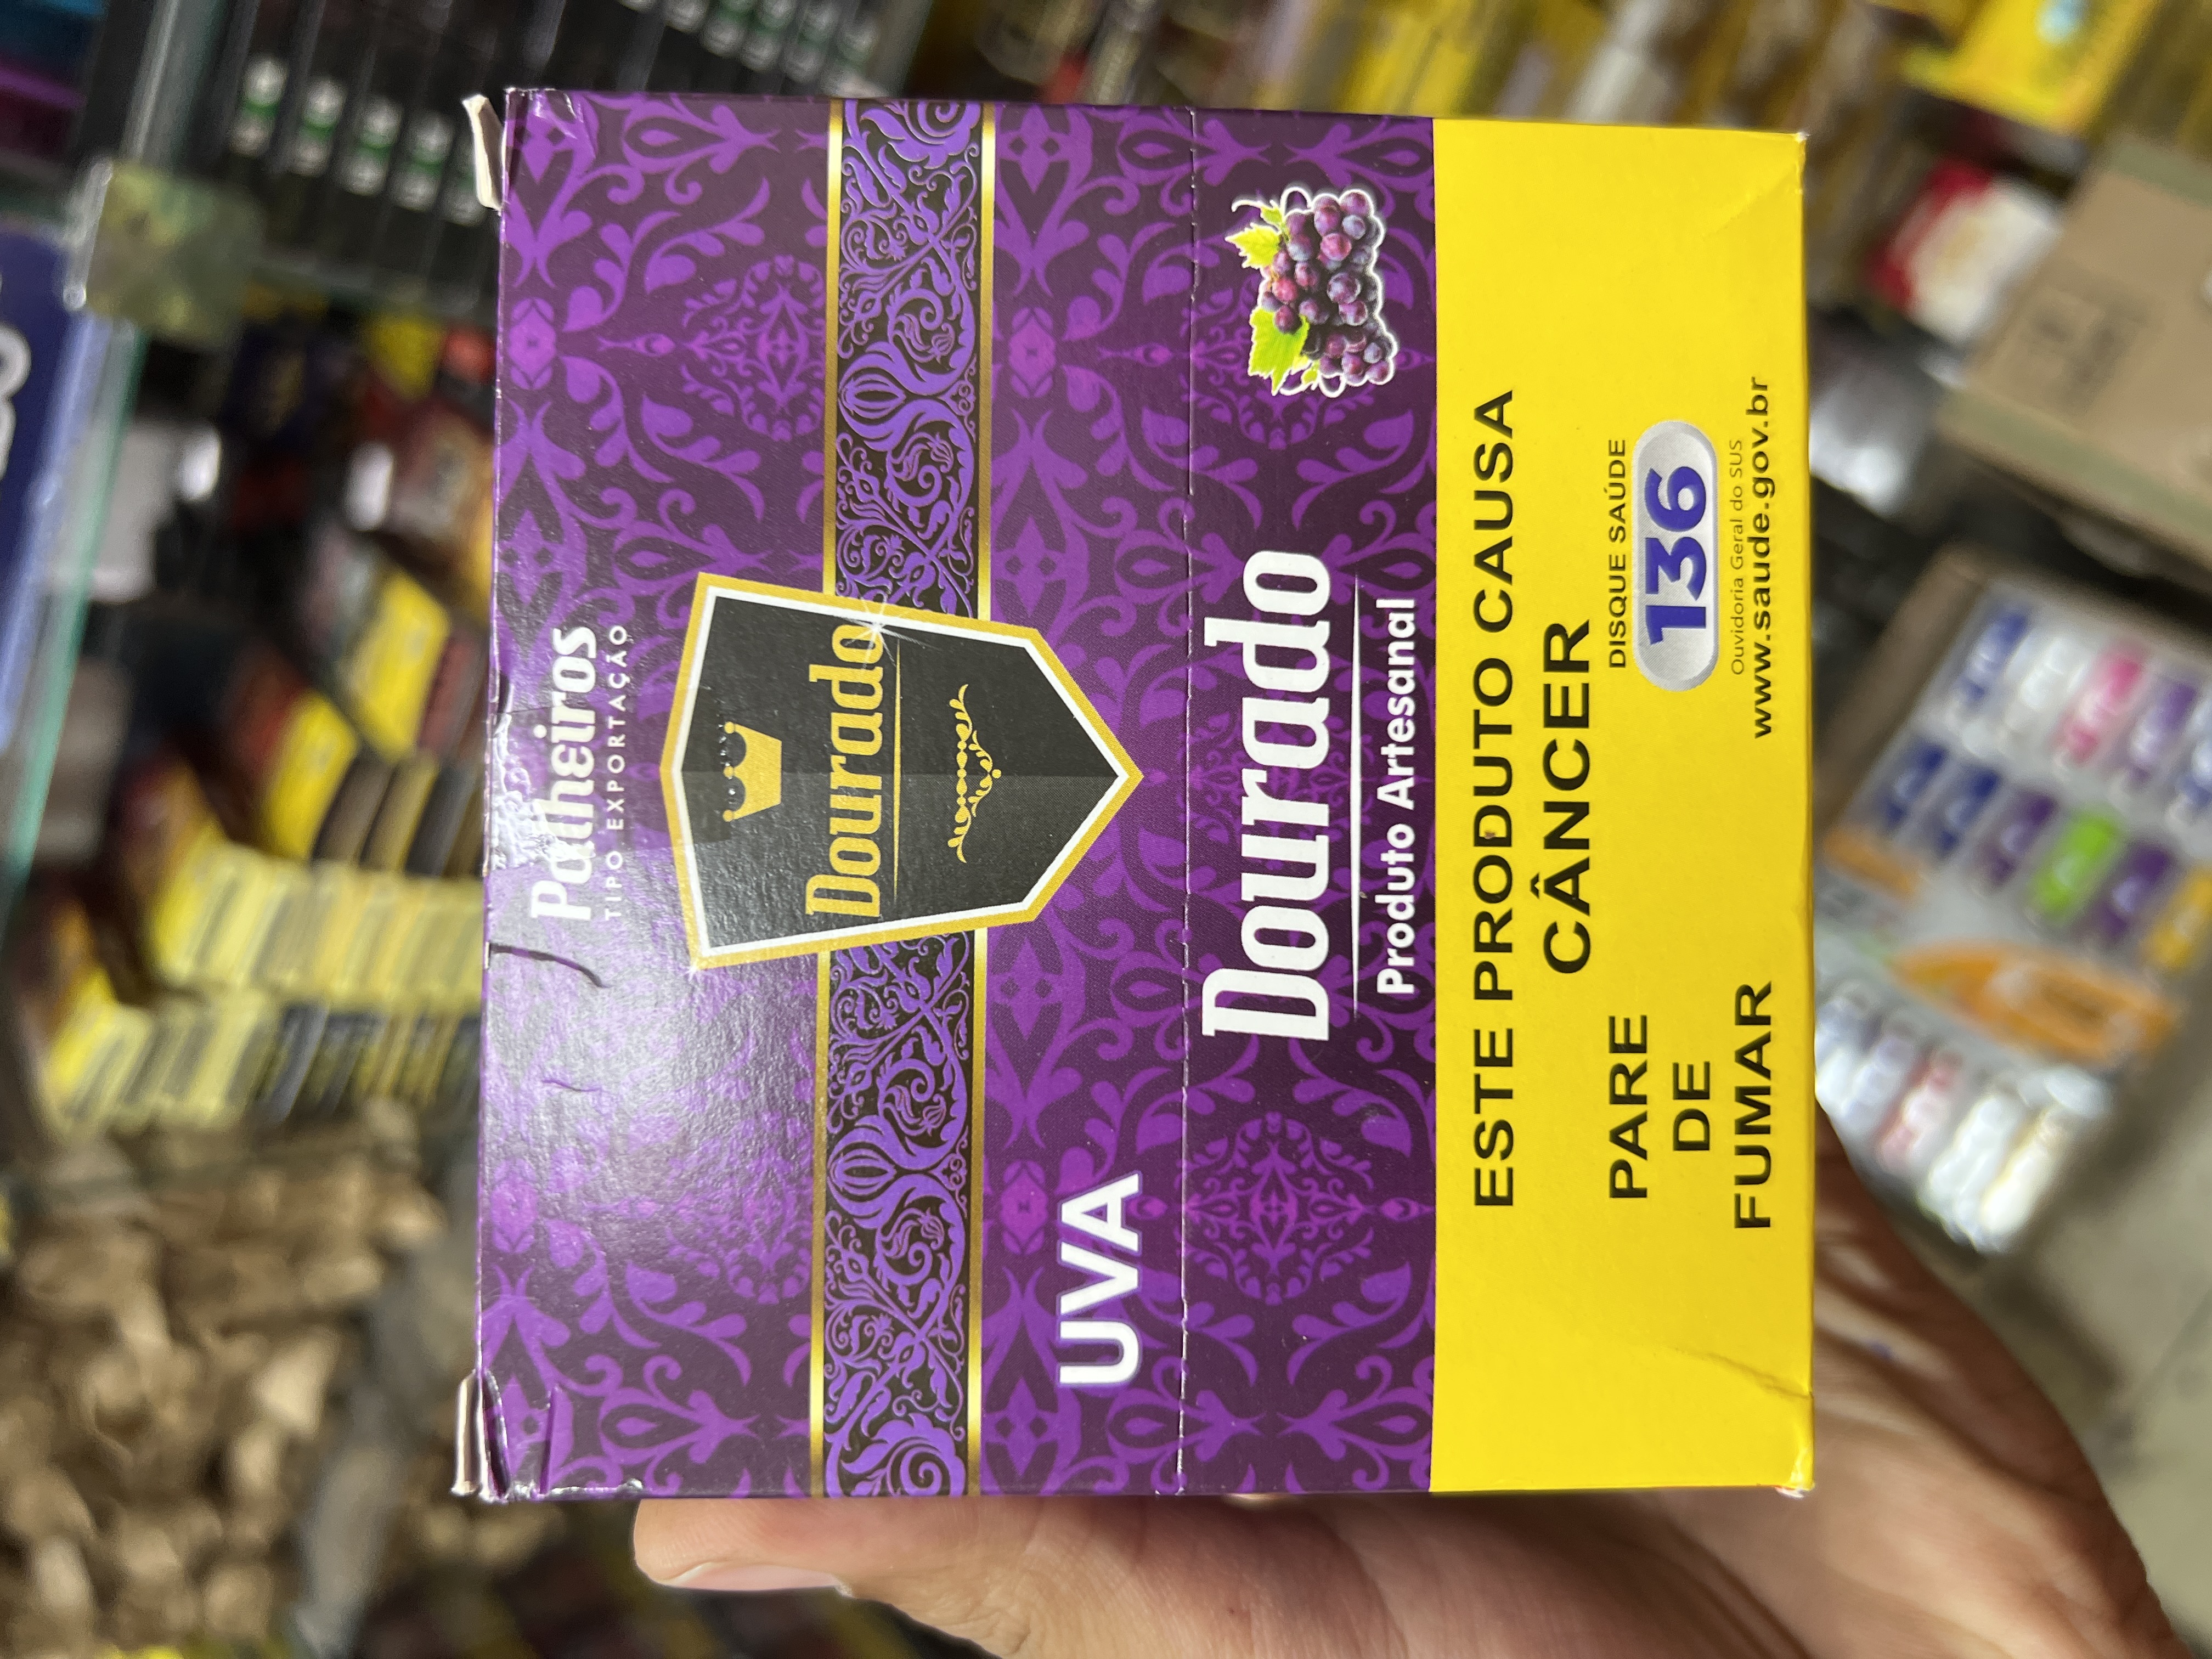 Palheiros
TIPO EXPORTAÇÃO
Dourado
UVA
Dourado
Produto Artesanal
ESTE PRODUTO CAUSA
CÂNCER
PARE
DE
FUMAR
DISQUE SAÚDE
136
Ouvidoria Geral do SUS
www.saude.gov.br